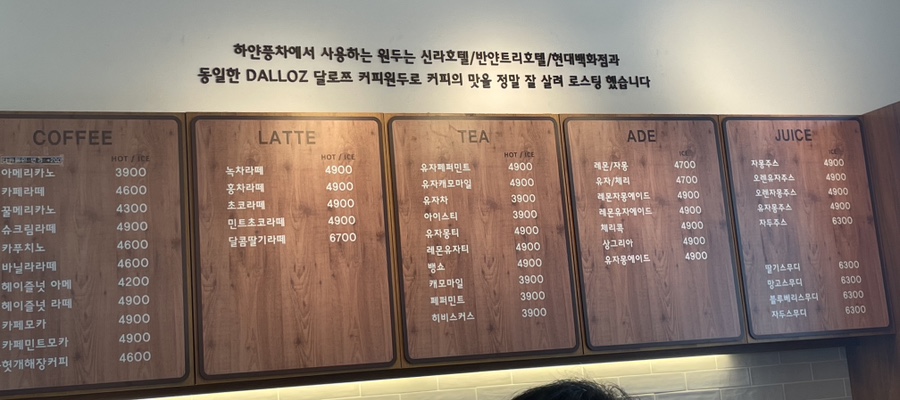 하얀풍차에서 사용하는 원두는 신라호텔/반얀트리호텔/현대백화점과
동일한 DALLOZ 달로쯔 커피원두로 커피의 맛을 정말 잘 살려 로스팅 했습니다
COFFEE
HOT / ICE
아메리카노 3900
카페라떼 4600
꿀메리카노 4300
슈크림라떼 4900
카푸치노 4600
바닐라라떼 4600
헤이즐넛 아메 4200
헤이즐넛 라떼 4900
카페모카 4900
카페민트모카 4900
헛개해장커피 4600
LATTE
HOT / ICE
녹차라떼 4900
홍차라떼 4900
초코라떼 4900
민트초코라떼 4900
달콤딸기라떼 6700
TEA
HOT / ICE
유자페퍼민트 4900
유자캐모마일 3900
유자차 3900
아이스티 3900
유자몽티 4900
레몬유자티 4900
뱅쇼 4900
캐모마일 3900
페퍼민트 3900
히비스커스 3900
ADE
ICE
레몬/자몽 4700
유자/체리 4700
레몬자몽에이드 4900
레몬유자에이드 4900
체리콕 4900
상그리아 4900
유자몽에이드 4900
JUICE
ICE
자몽주스 4900
오렌유자주스 4900
오렌자몽주스 4900
유자몽주스 4900
자두주스 6300
딸기스무디 6300
망고스무디 6300
블루베리스무디 6300
자두스무디 6300